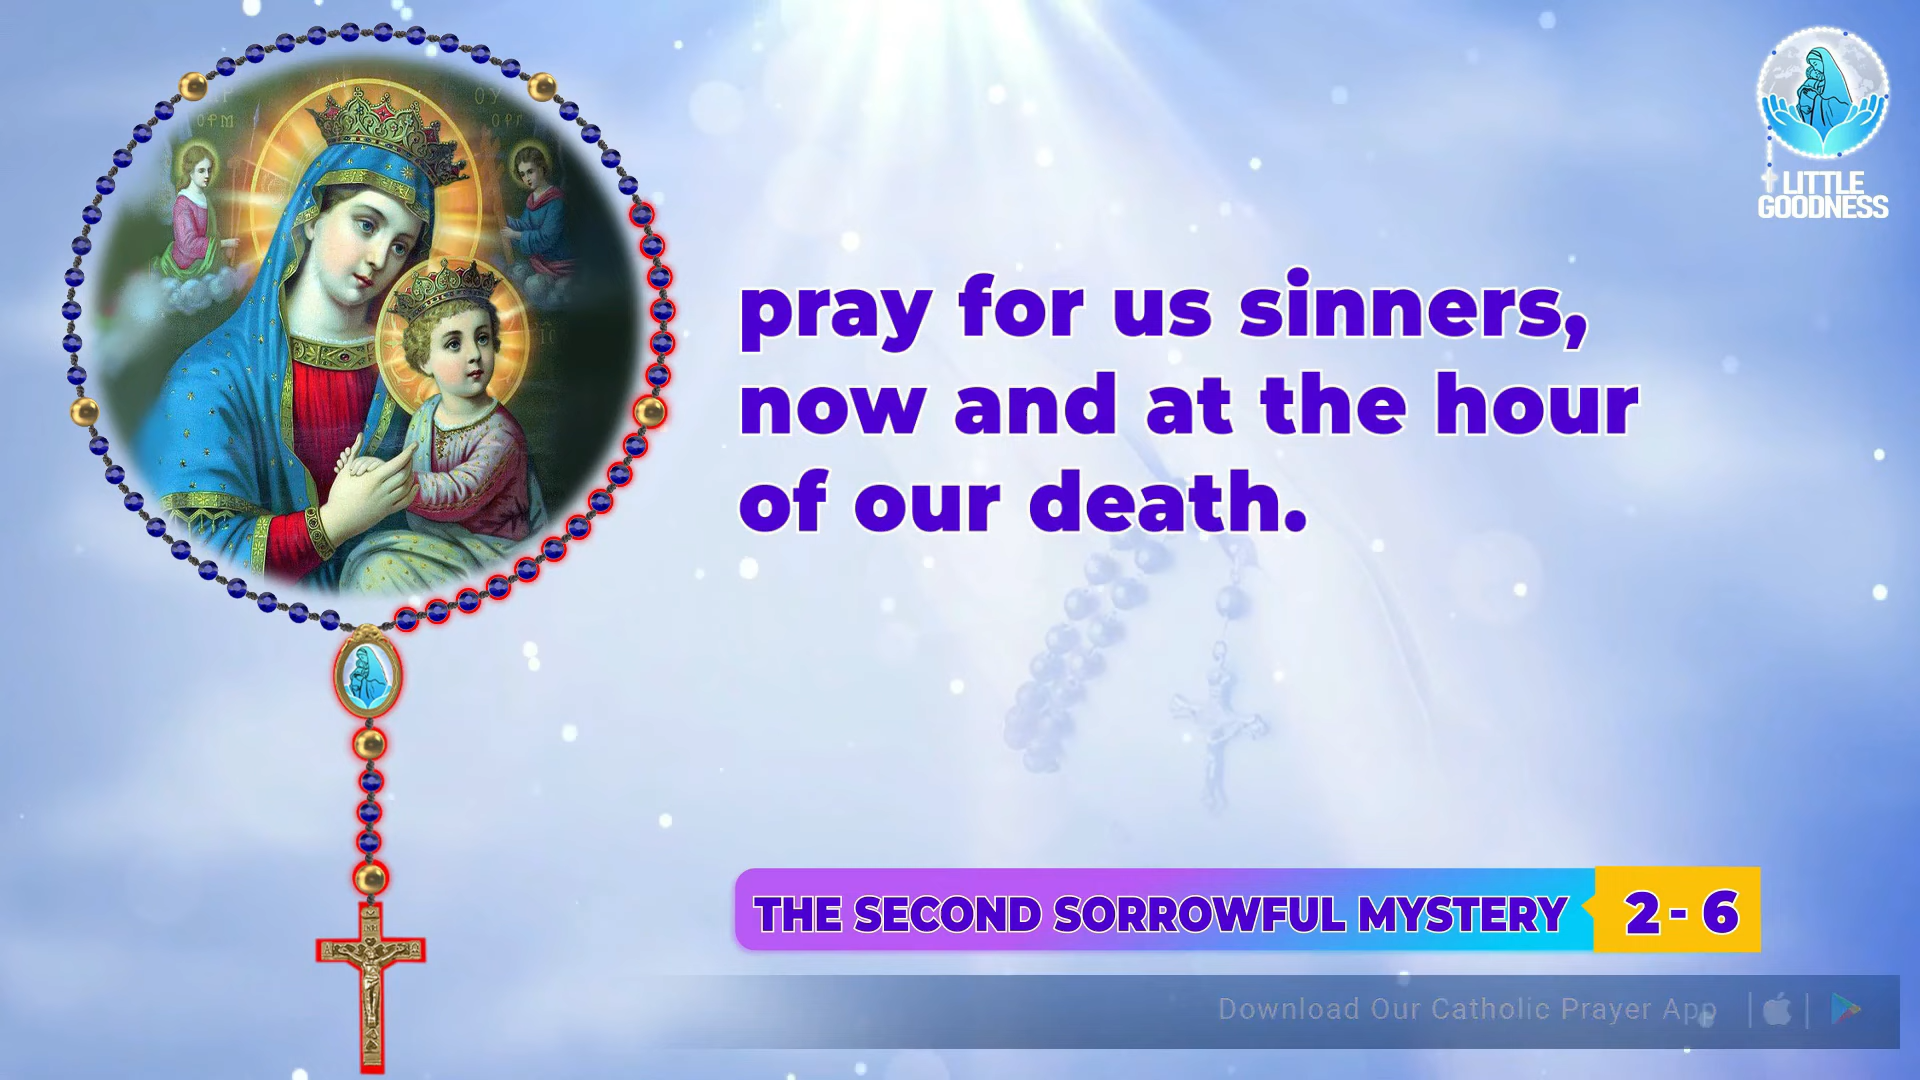 LITTLE
GOODNESS
pray for us sinners,
now and at the hour
of our death.
THE SECOND SORROWFUL MYSTERY
2 - 6
Download Our Catholic Prayer App